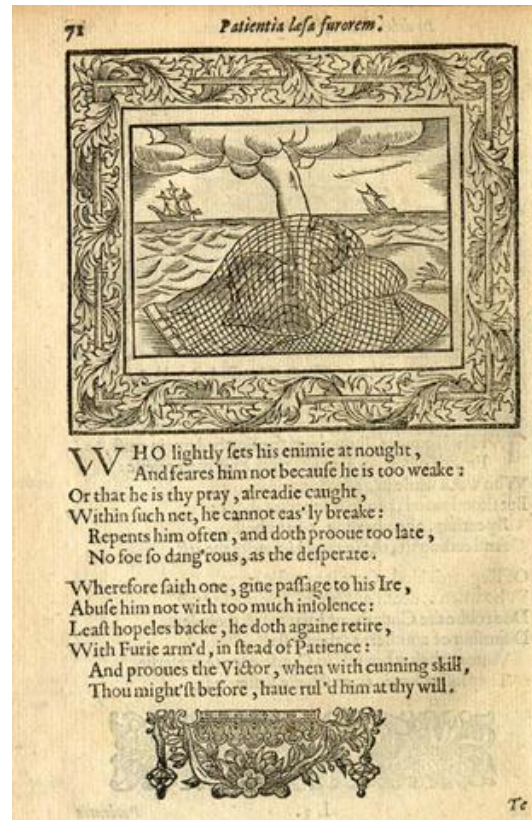 71
Patientia læſa furorem.
WHO lightly ſets his enimie at nought,
And feares him not becauſe he is too weake:
Or that he is thy pray, alreadie caught,
Within ſuch net, he cannot eaſ'ly breake:
Repents him often, and doth prooue too late,
No foe ſo dang'rous, as the deſperate.
Wherefore ſaith one, giue paſſage to his Ire,
Abuſe him not with too much inſolence:
Leaſt hopeles backe, he doth againe retire,
With Furie arm'd, in ſtead of Patience:
And prooues the Victor, when with cunning skill,
Thou might'ſt before, haue rul'd him at thy will.
Te